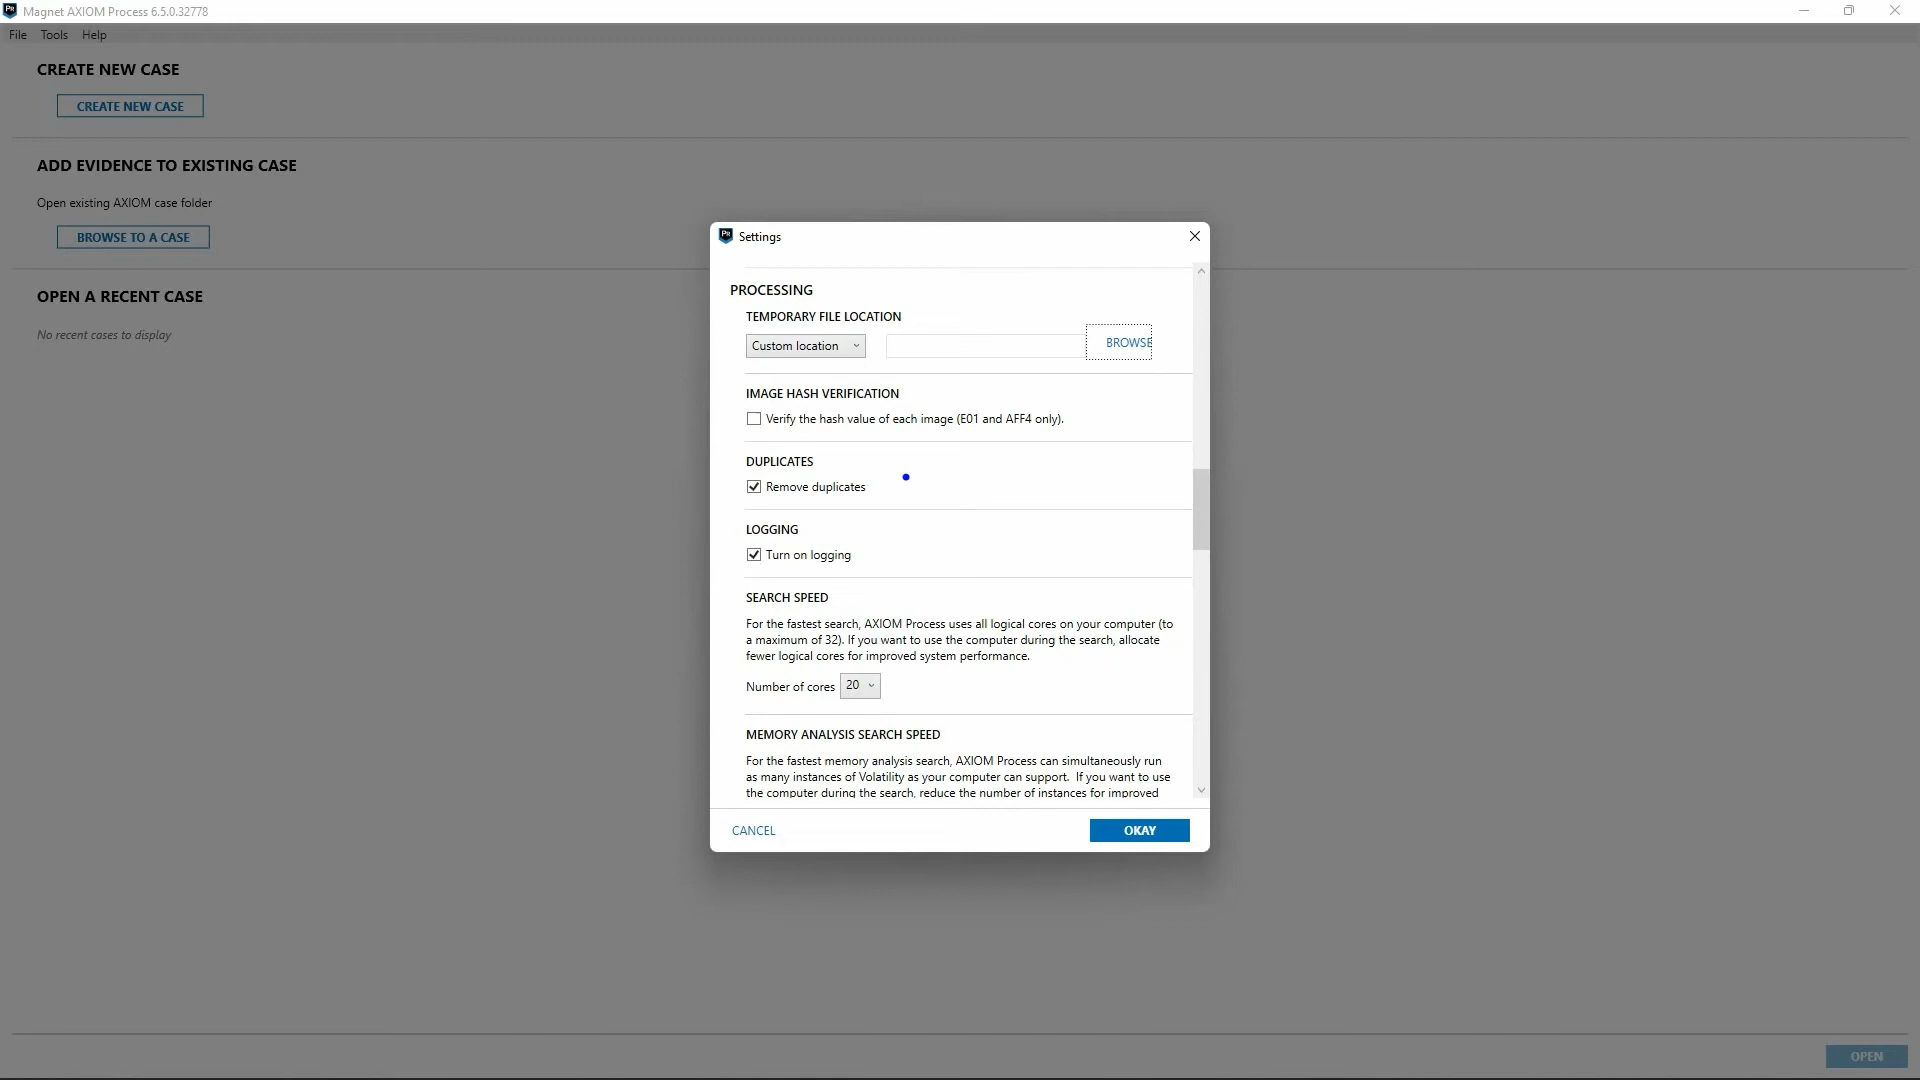 Magnet AXIOM Process 6.5.0.32778
File Tools Help
CREATE NEW CASE
CREATE NEW CASE
ADD EVIDENCE TO EXISTING CASE
Open existing AXIOM case folder
BROWSE TO A CASE
OPEN A RECENT CASE
No recent cases to display
Settings
PROCESSING
TEMPORARY FILE LOCATION
Custom location
BROWSE
IMAGE HASH VERIFICATION
Verify the hash value of each image (E01 and AFF4 only).
DUPLICATES
Remove duplicates
LOGGING
Turn on logging
SEARCH SPEED
For the fastest search, AXIOM Process uses all logical cores on your computer (to
a maximum of 32). If you want to use the computer during the search, allocate
fewer logical cores for improved system performance.
Number of cores 20
MEMORY ANALYSIS SEARCH SPEED
For the fastest memory analysis search, AXIOM Process can simultaneously run
as many instances of Volatility as your computer can support. If you want to use
the computer during the search, reduce the number of instances for improved
CANCEL
OKAY
OPEN